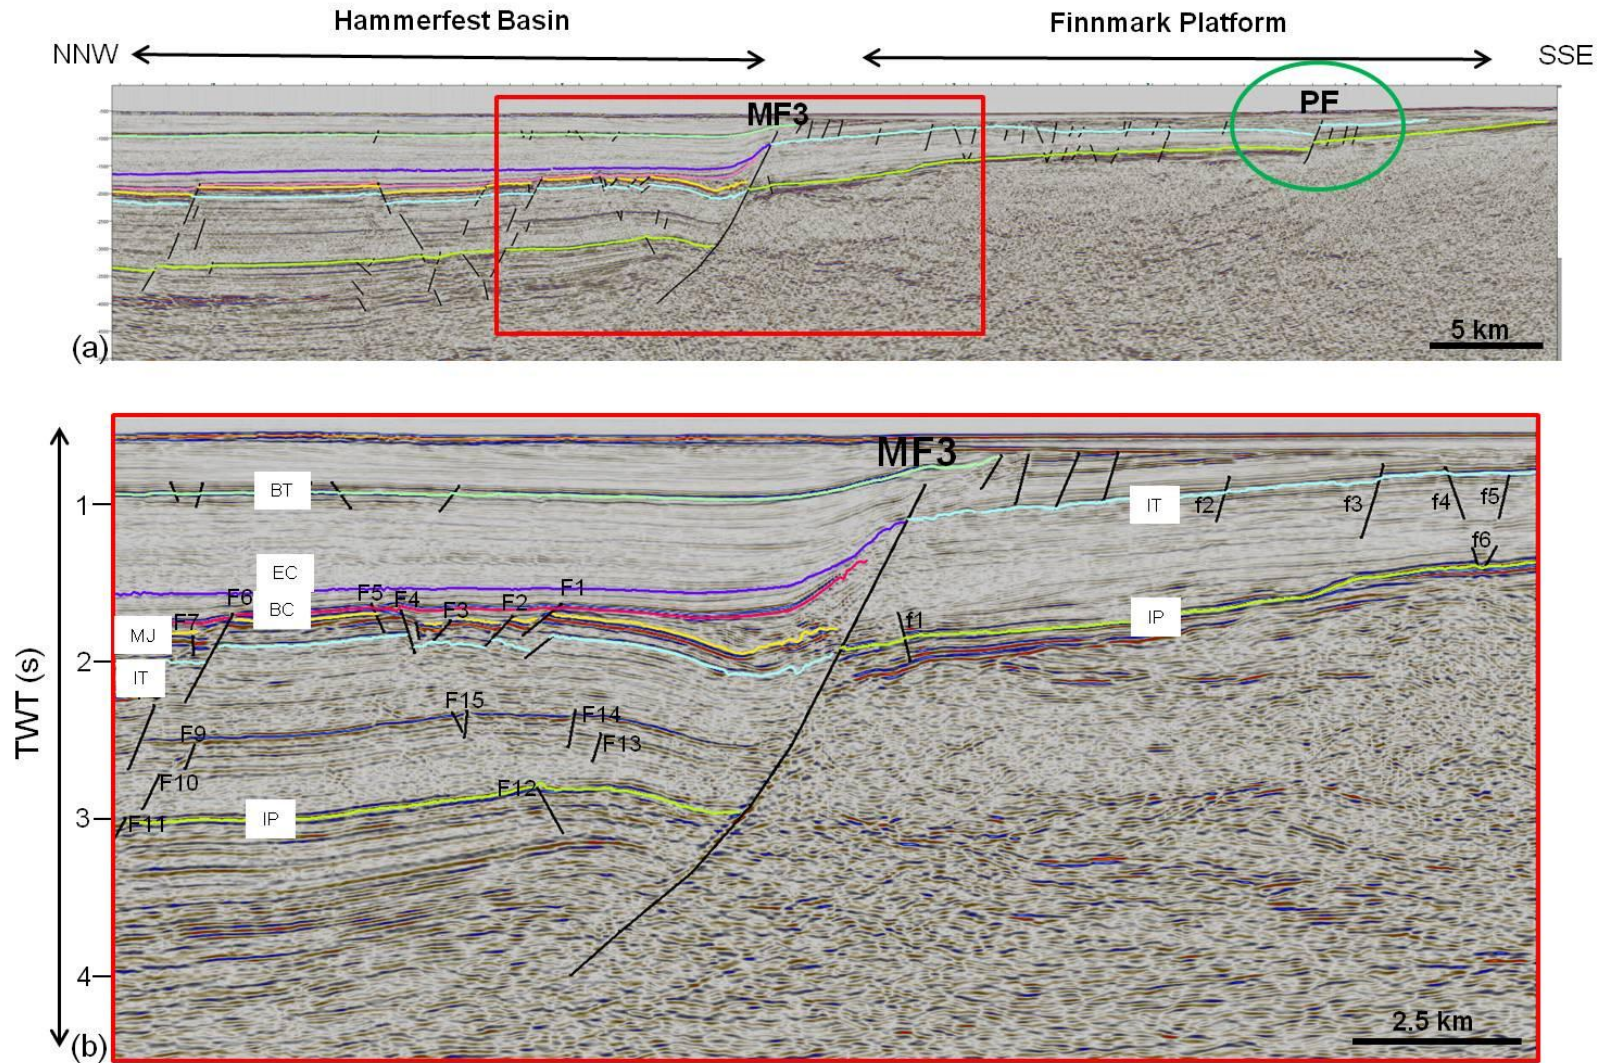 Hammerfest Basin
Finnmark Platform
NNW
SSE
MF3
PF
5 km
(a)
MF3
BT
1
IT
f2
f3
f4
f5
f6
EC
F6
BC
F5
F4
F3
F2
F1
F7
MJ
IP
f1
2
IT
TWT (s)
F15
F14
F9
F13
F10
F12
3
F11
IP
4
2.5 km
(b)